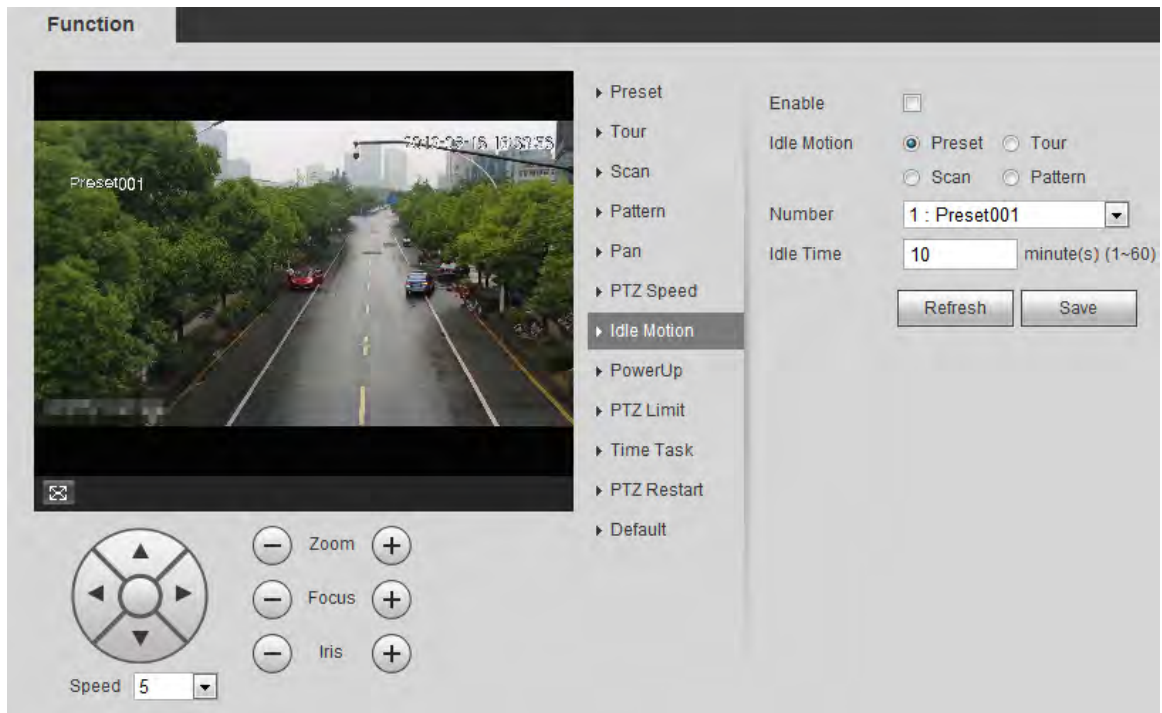 Function
Preset001
Preset
Tour
Scan
Pattern
Pan
PTZ Speed
Idle Motion
PowerUp
PTZ Limit
Time Task
PTZ Restart
Default
Enable
Idle Motion Preset Tour
Scan Pattern
Number 1 : Preset001
Idle Time 10 minute(s) (1~60)
Refresh Save
Zoom
Focus
Iris
Speed 5